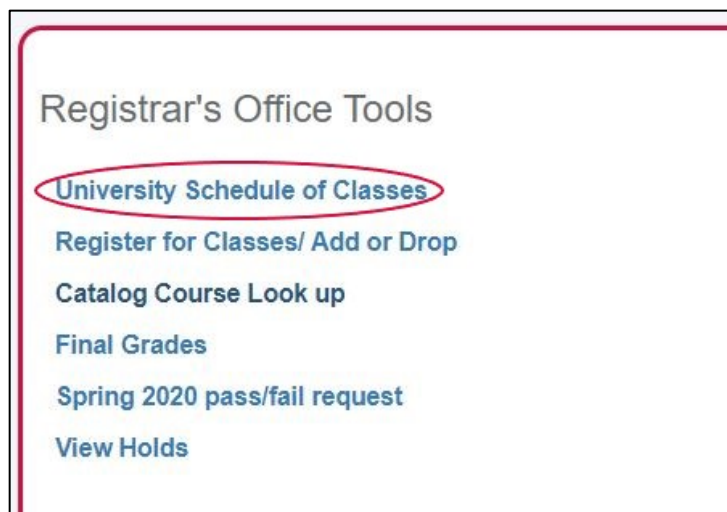 Registrar's Office Tools
University Schedule of Classes
Register for Classes/ Add or Drop
Catalog Course Look up
Final Grades
Spring 2020 pass/fail request
View Holds